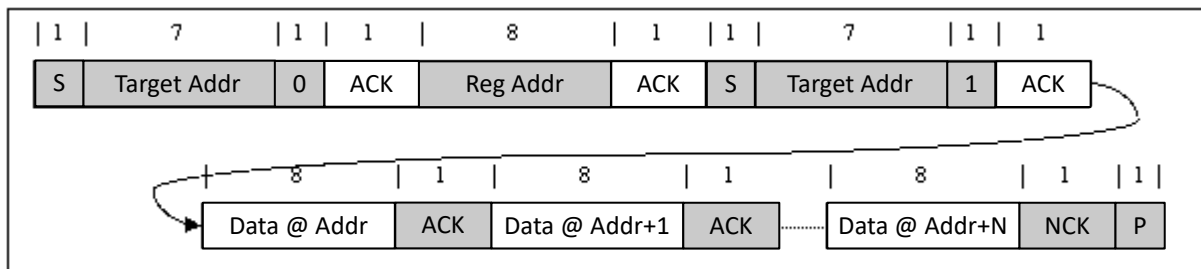 | 1 | 7 | 1 | 1 | 8 | 1 | 1 | 7 | 1 | 1
S Target Addr 0 ACK Reg Addr ACK S Target Addr 1 ACK
| 8 | 1 | 8 | 1 | 8 | 1 | 1 |
Data @ Addr ACK Data @ Addr+1 ACK Data @ Addr+N NCK P